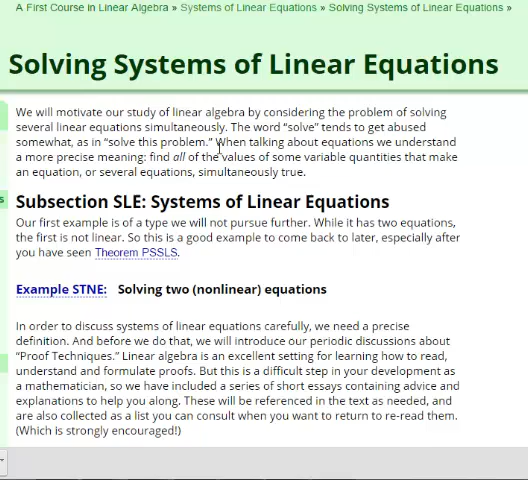 A First Course in Linear Algebra » Systems of Linear Equations » Solving Systems of Linear Equations »
Solving Systems of Linear Equations
We will motivate our study of linear algebra by considering the problem of solving
several linear equations simultaneously. The word “solve” tends to get abused
somewhat, as in “solve this problem.” When talking about equations we understand
a more precise meaning: find all of the values of some variable quantities that make
an equation, or several equations, simultaneously true.
Subsection SLE: Systems of Linear Equations
Our first example is of a type we will not pursue further. While it has two equations,
the first is not linear. So this is a good example to come back to later, especially after
you have seen Theorem PSSLS.
Example STNE: Solving two (nonlinear) equations
In order to discuss systems of linear equations carefully, we need a precise
definition. And before we do that, we will introduce our periodic discussions about
“Proof Techniques.” Linear algebra is an excellent setting for learning how to read,
understand and formulate proofs. But this is a difficult step in your development as
a mathematician, so we have included a series of short essays containing advice and
explanations to help you along. These will be referenced in the text as needed, and
are also collected as a list you can consult when you want to return to re-read them.
(Which is strongly encouraged!)